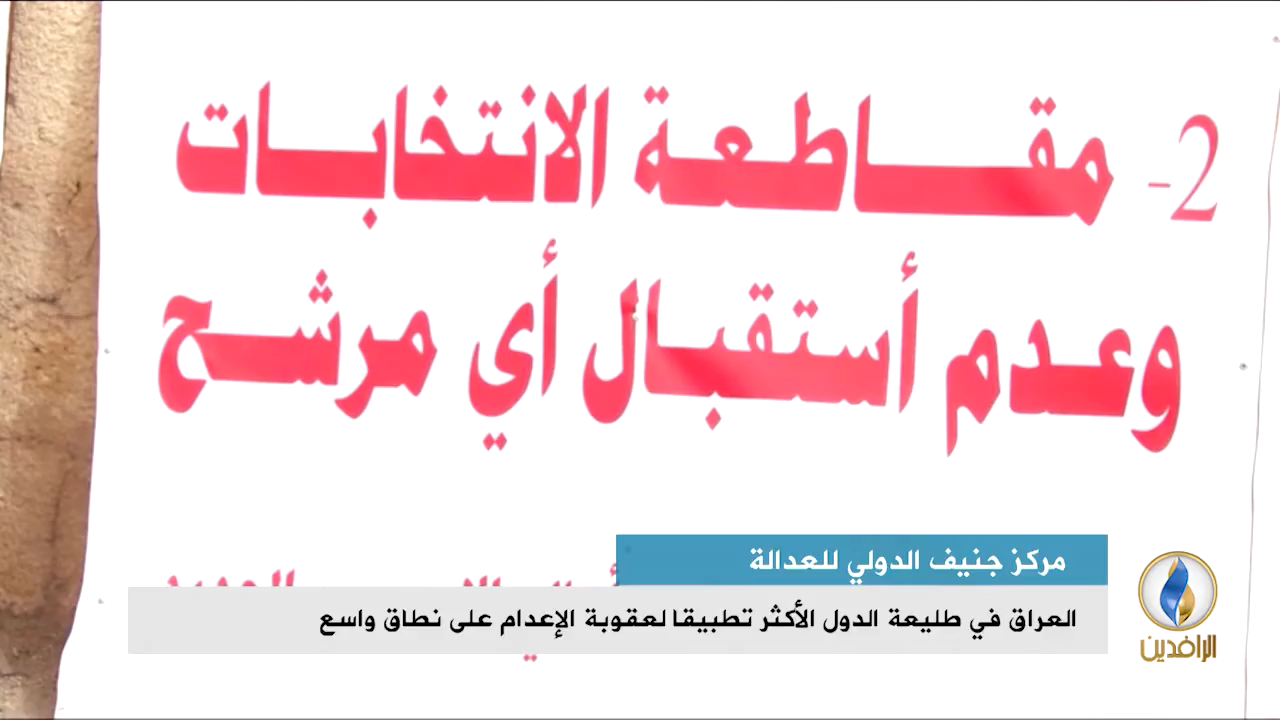 2- مقاطعة الانتخابات
وعدم أستقبال أي مرشح
مركز جنيف الدولي للعدالة
العراق في طليعة الدول الأكثر تطبيقا لعقوبة الإعدام على نطاق واسع
الرافدين